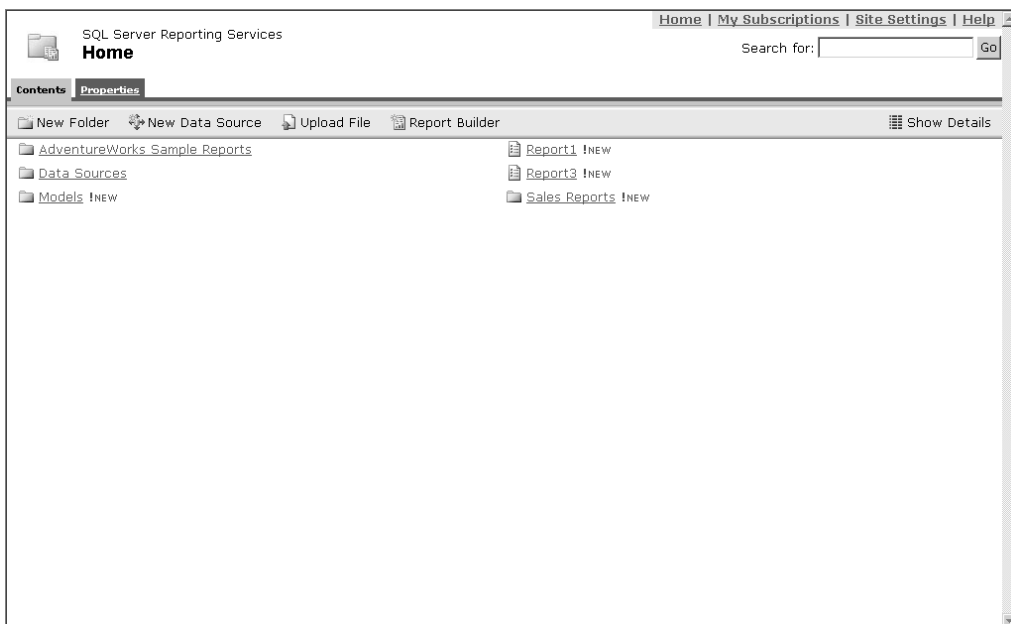 Home | My Subscriptions | Site Settings | Help
SQL Server Reporting Services
Home
Search for: Go
Contents Properties
New Folder New Data Source Upload File Report Builder Show Details
AdventureWorks Sample Reports
Data Sources
Models !NEW
Report1 !NEW
Report3 !NEW
Sales Reports !NEW